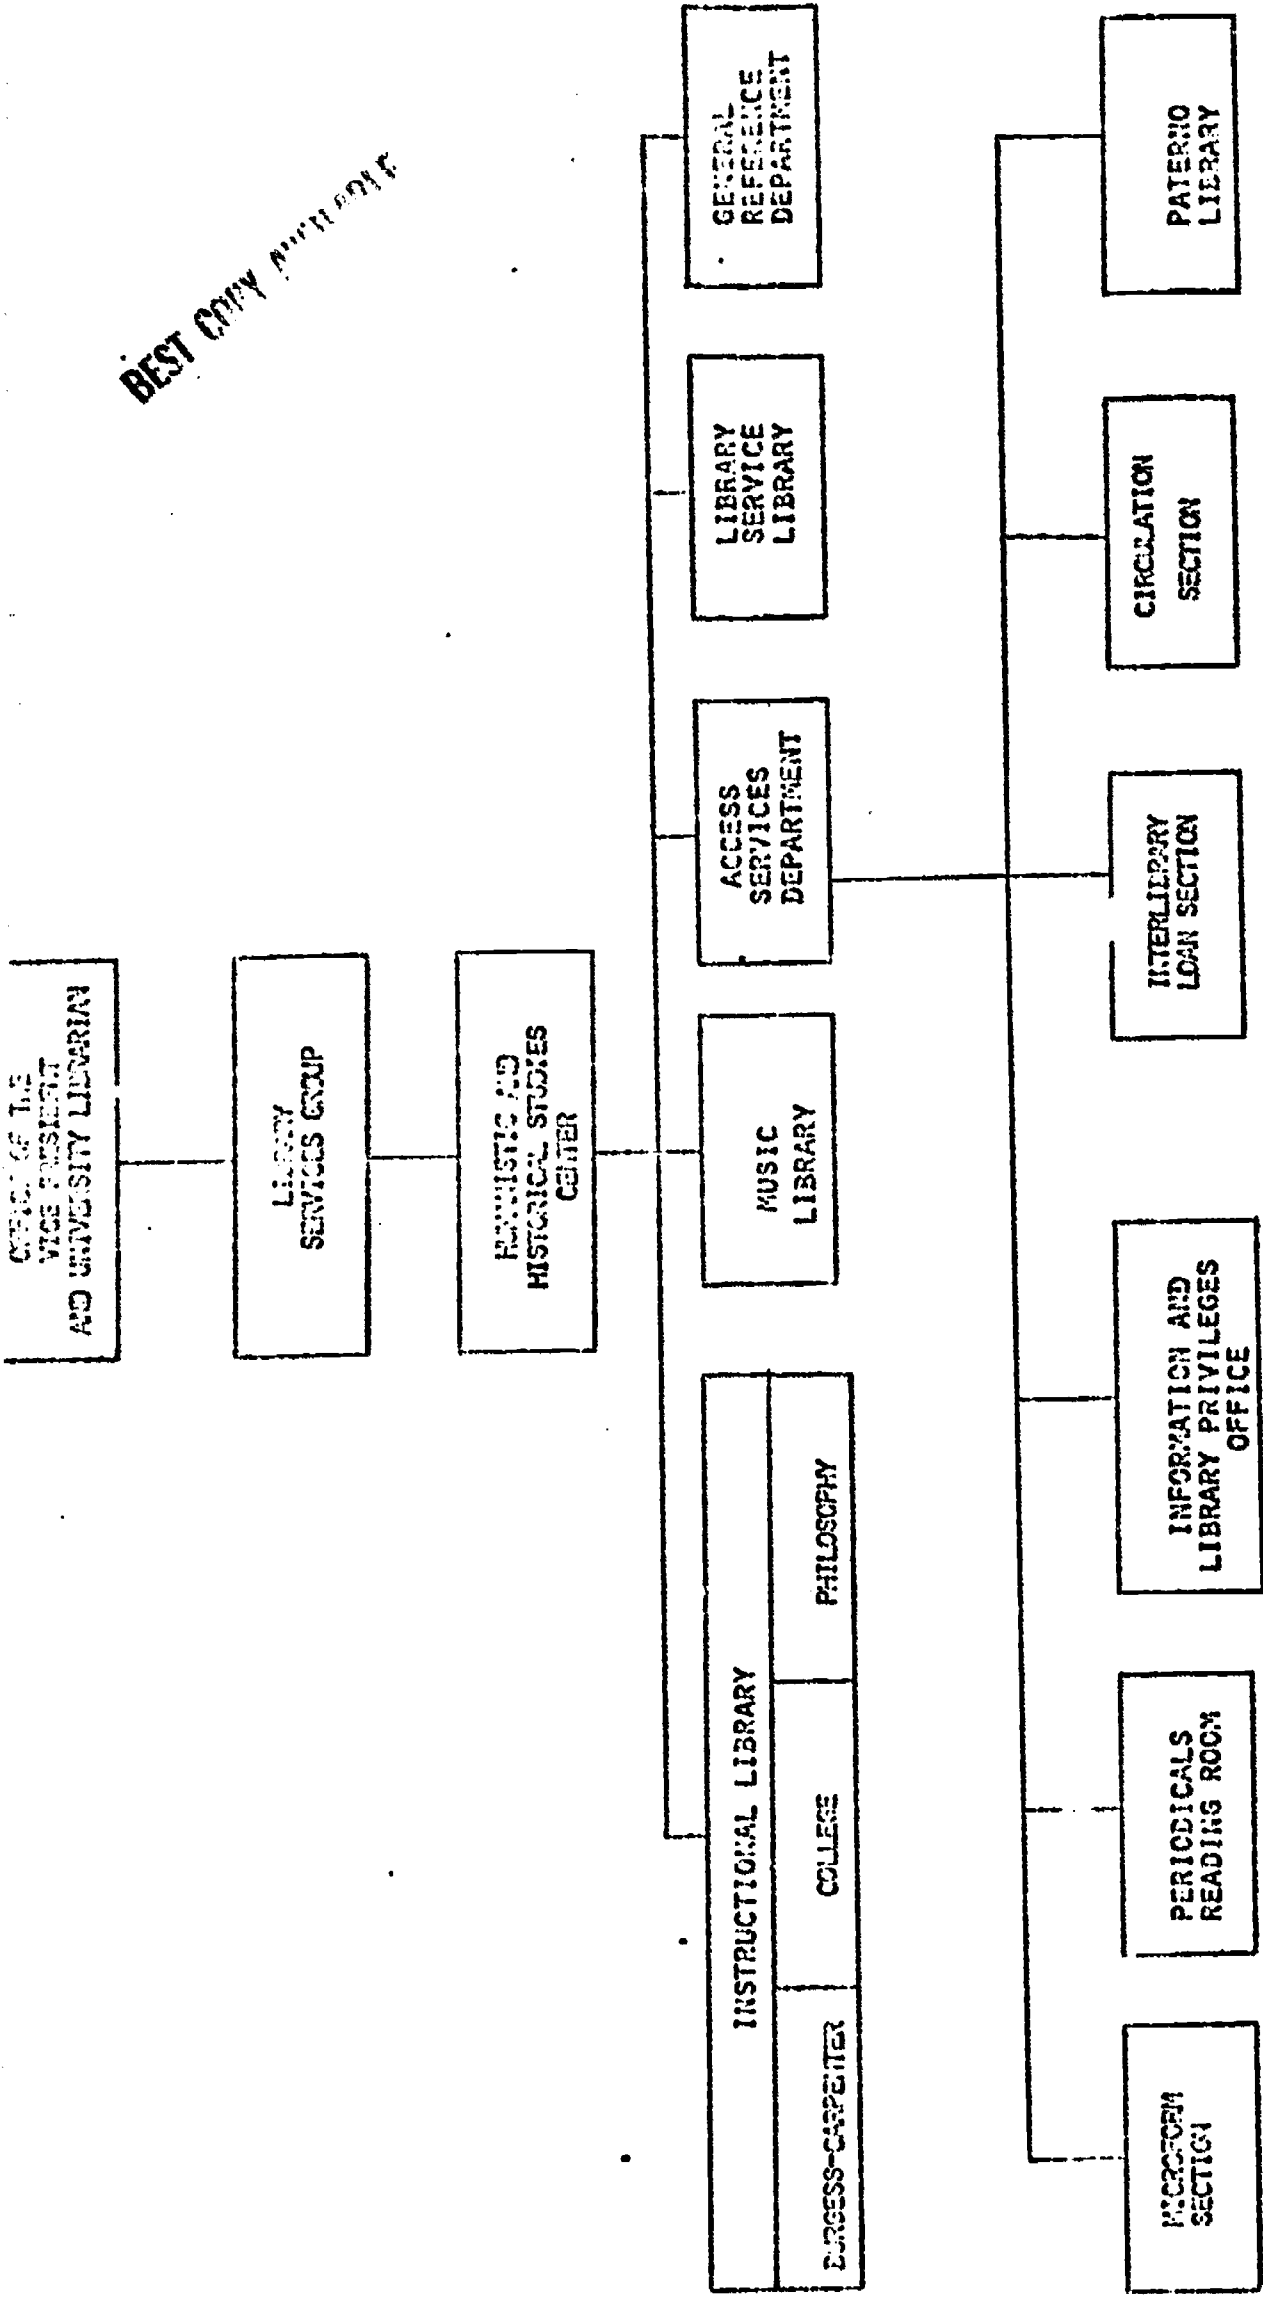 BEST COPY
OFFICE OF THE
VICE PRESIDENT
AND UNIVERSITY LIBRARIAN
LIBRARY
SERVICES GROUP
HUMANISTIC AND
HISTORICAL STUDIES
CENTER
INSTRUCTIONAL LIBRARY
BURGESS-CARPENTER
COLLEGE
PHILOSOPHY
MUSIC
LIBRARY
ACCESS
SERVICES
DEPARTMENT
LIBRARY
SERVICE
LIBRARY
GENERAL
REFERENCE
DEPARTMENT
MICROFORM
SECTION
PERIODICALS
READING ROOM
INFORMATION AND
LIBRARY PRIVILEGES
OFFICE
INTERLIBRARY
LOAN SECTION
CIRCULATION
SECTION
PATERNO
LIBRARY